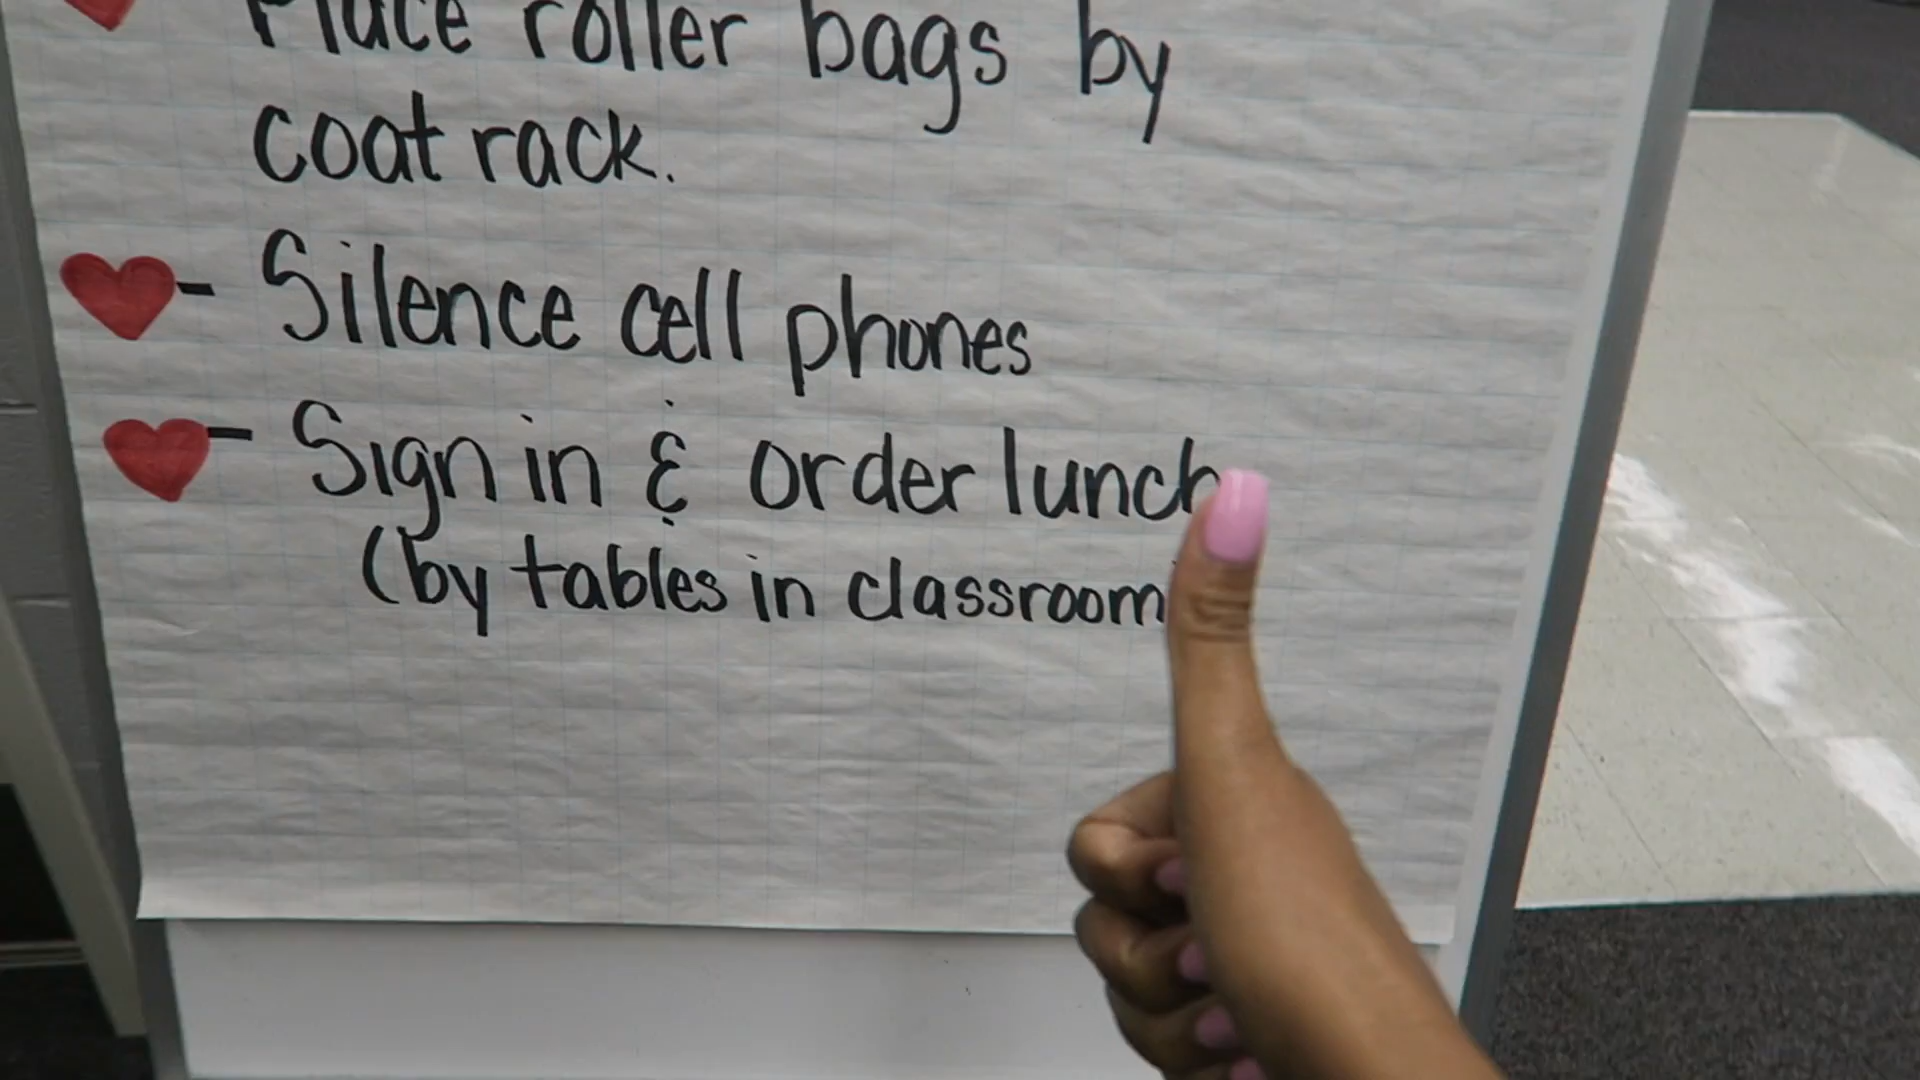 Place roller bags by
coat rack.
- Silence cell phones
- Sign in & order lunch
(by tables in classroom